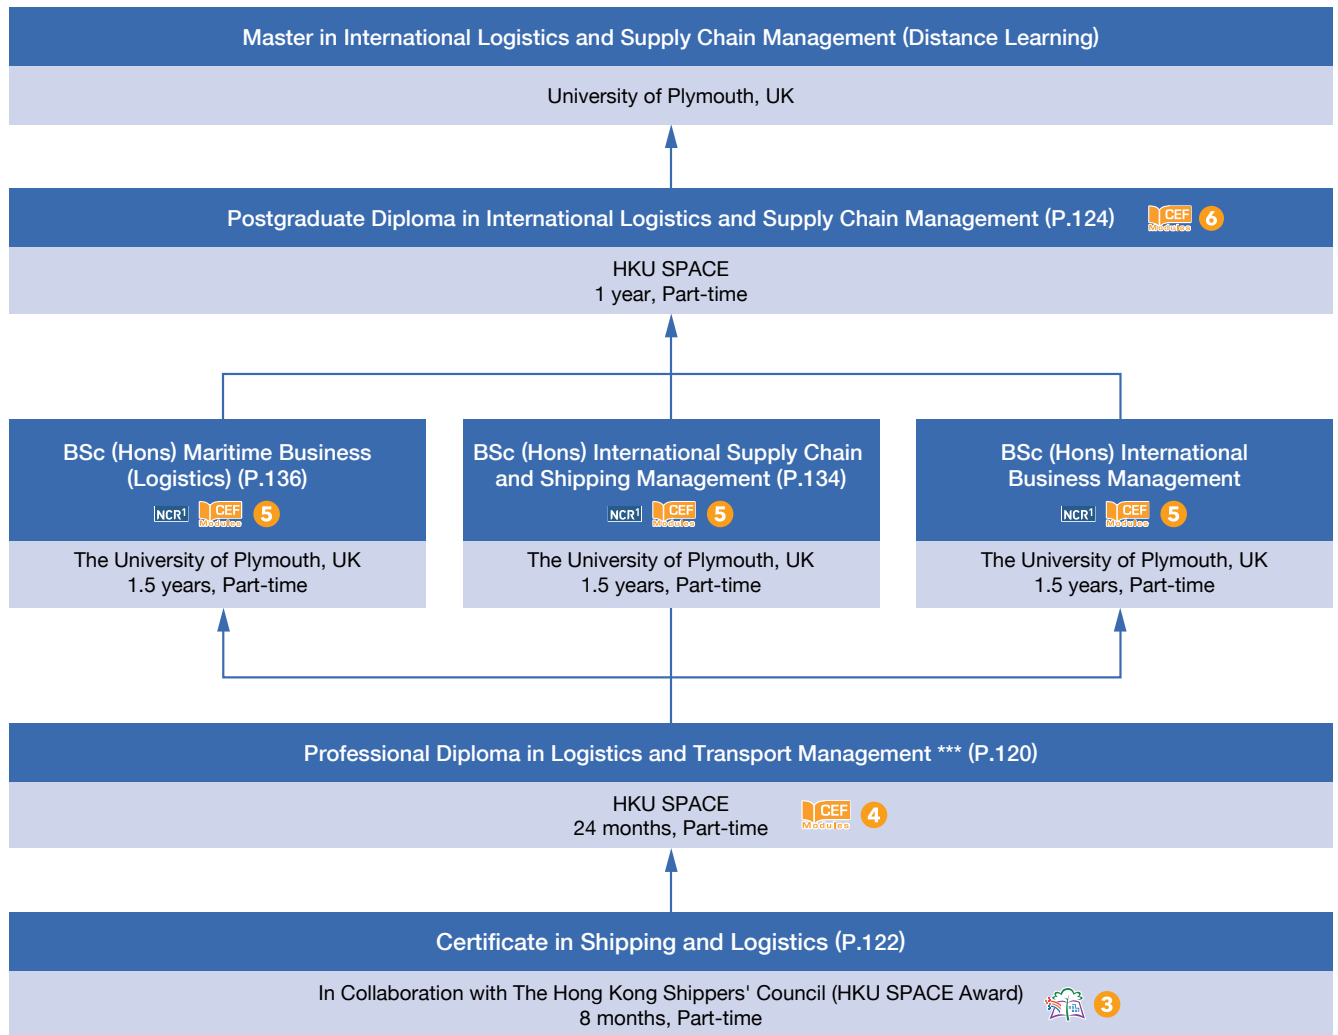 Master in International Logistics and Supply Chain Management (Distance Learning)
University of Plymouth, UK
Postgraduate Diploma in International Logistics and Supply Chain Management (P.124) CEF Modules 6
HKU SPACE
1 year, Part-time
BSc (Hons) Maritime Business
(Logistics) (P.136)
NCR1 CEF Modules 5
The University of Plymouth, UK
1.5 years, Part-time
BSc (Hons) International Supply Chain
and Shipping Management (P.134)
NCR1 CEF Modules 5
The University of Plymouth, UK
1.5 years, Part-time
BSc (Hons) International
Business Management
NCR1 CEF Modules 5
The University of Plymouth, UK
1.5 years, Part-time
Professional Diploma in Logistics and Transport Management *** (P.120)
HKU SPACE
24 months, Part-time
CEF Modules 4
Certificate in Shipping and Logistics (P.122)
In Collaboration with The Hong Kong Shippers' Council (HKU SPACE Award)
8 months, Part-time
3